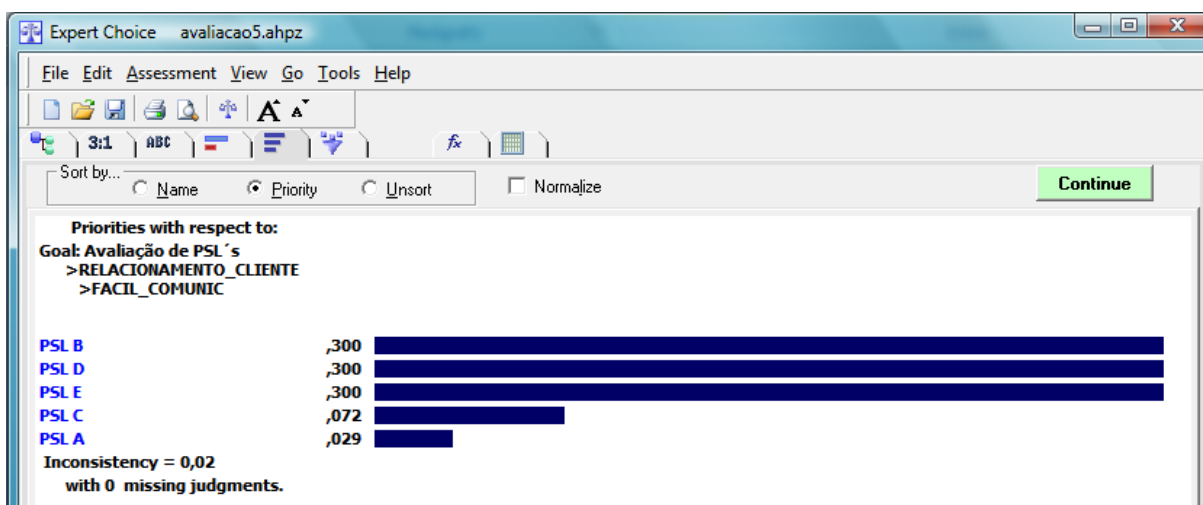 Expert Choice avaliacao5.ahpz
File Edit Assessment View Go Tools Help
A A
3:1 ABC fx
Sort by... Name Priority Unsort Normalize Continue
Priorities with respect to:
Goal: Avaliação de PSL´s
>RELACIONAMENTO_CLIENTE
>FACIL_COMUNIC
PSL B ,300
PSL D ,300
PSL E ,300
PSL C ,072
PSL A ,029
Inconsistency = 0,02
with 0 missing judgments.